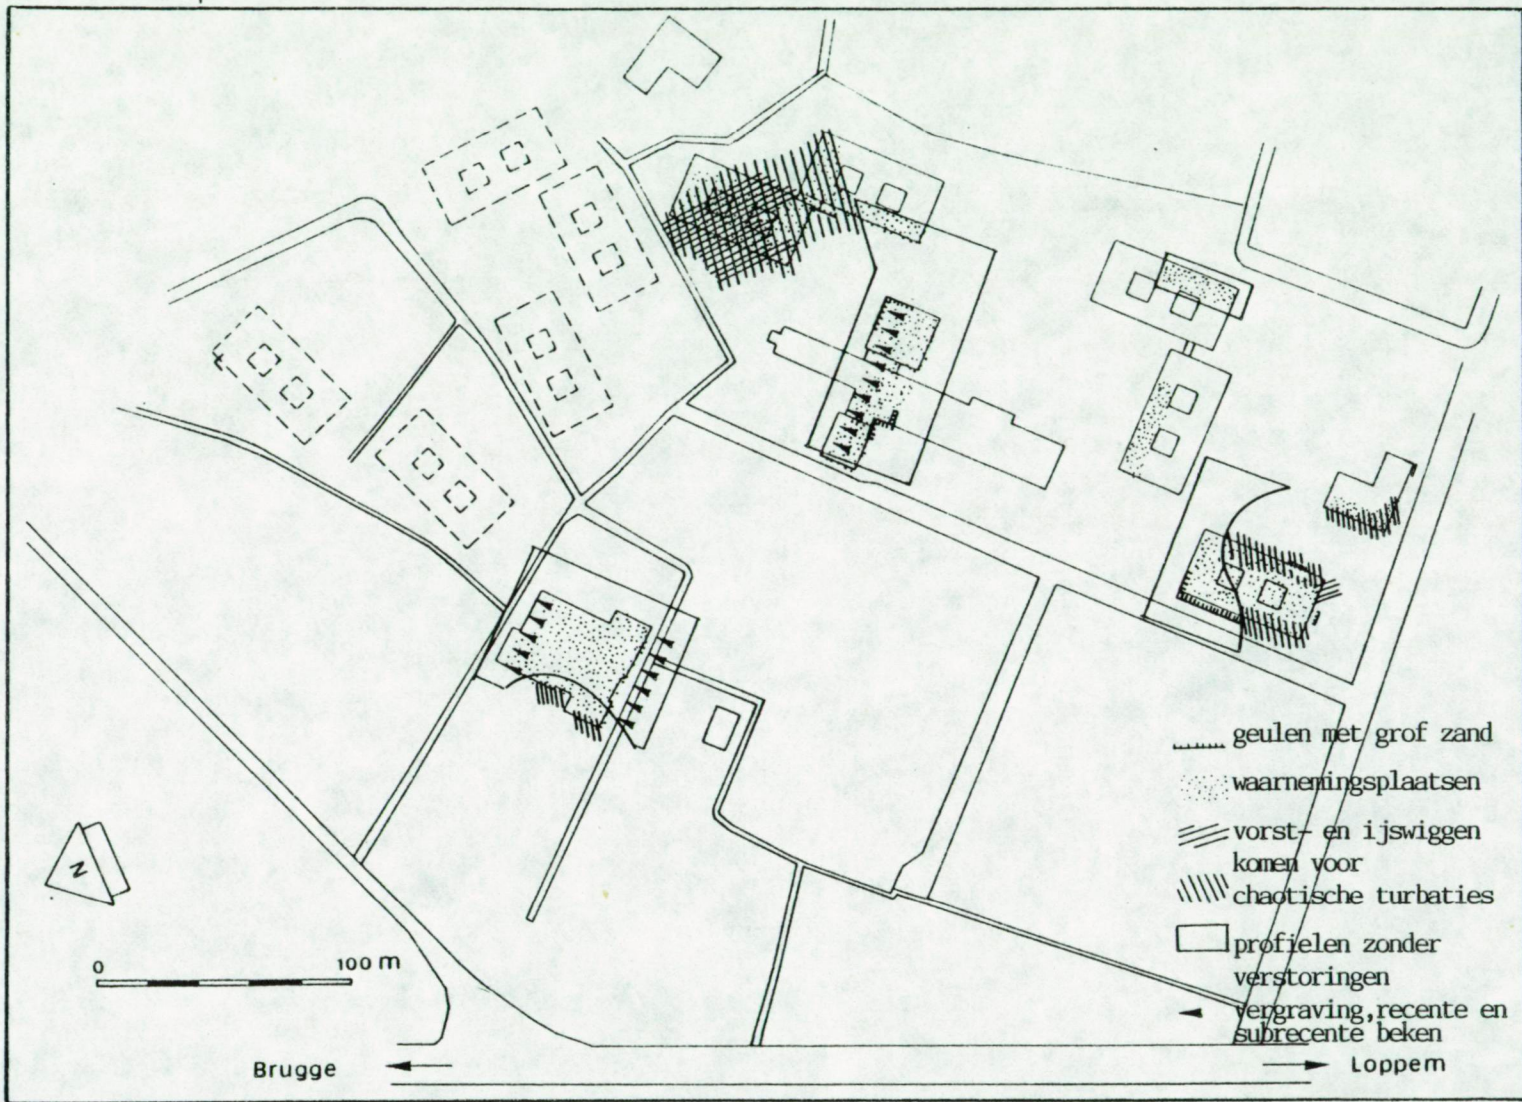 geulen met grof zand
waarnemingsplaatsen
vorst- en ijswiggen
komen voor
chaotische turbaties
profielen zonder
verstoringen
vergraving,recente en
subrecente beken
N
0 100 m
Brugge
Loppem